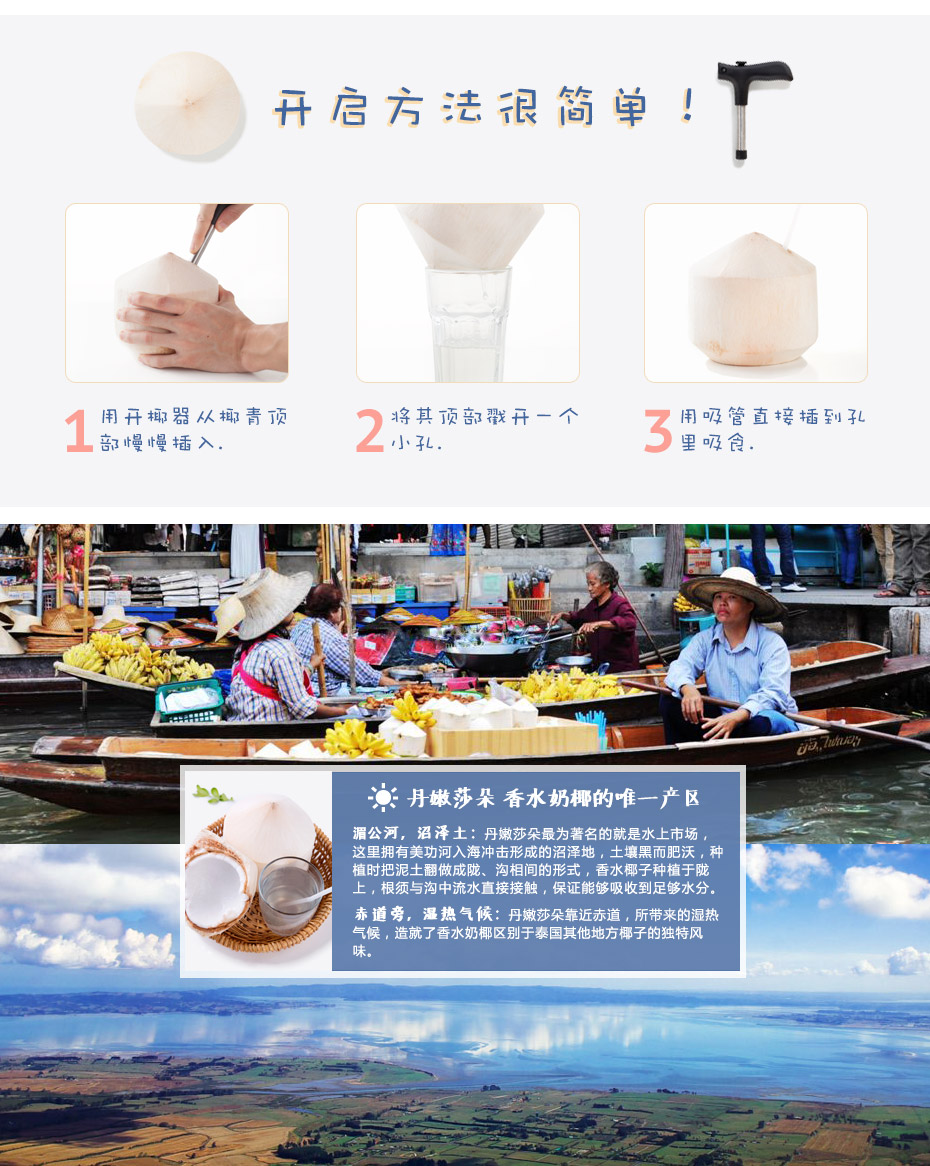 开启方法很简单！
1 用开椰器从椰青顶
部慢慢插入.
2 将其顶部戳开一个
小孔.
3 用吸管直接插到孔
里吸食.
丹嫩莎朵 香水奶椰的唯一产区
湄公河，沼泽土：丹嫩莎朵最为著名的就是水上市场，
这里拥有美功河入海冲击形成的沼泽地，土壤黑而肥沃，种
植时把泥土翻做成陇、沟相间的形式，香水椰子种植于陇
上，根须与沟中流水直接接触，保证能够吸收到足够水分。
赤道旁，湿热气候：丹嫩莎朵靠近赤道，所带来的湿热
气候，造就了香水奶椰区别于泰国其他地方椰子的独特风
味。